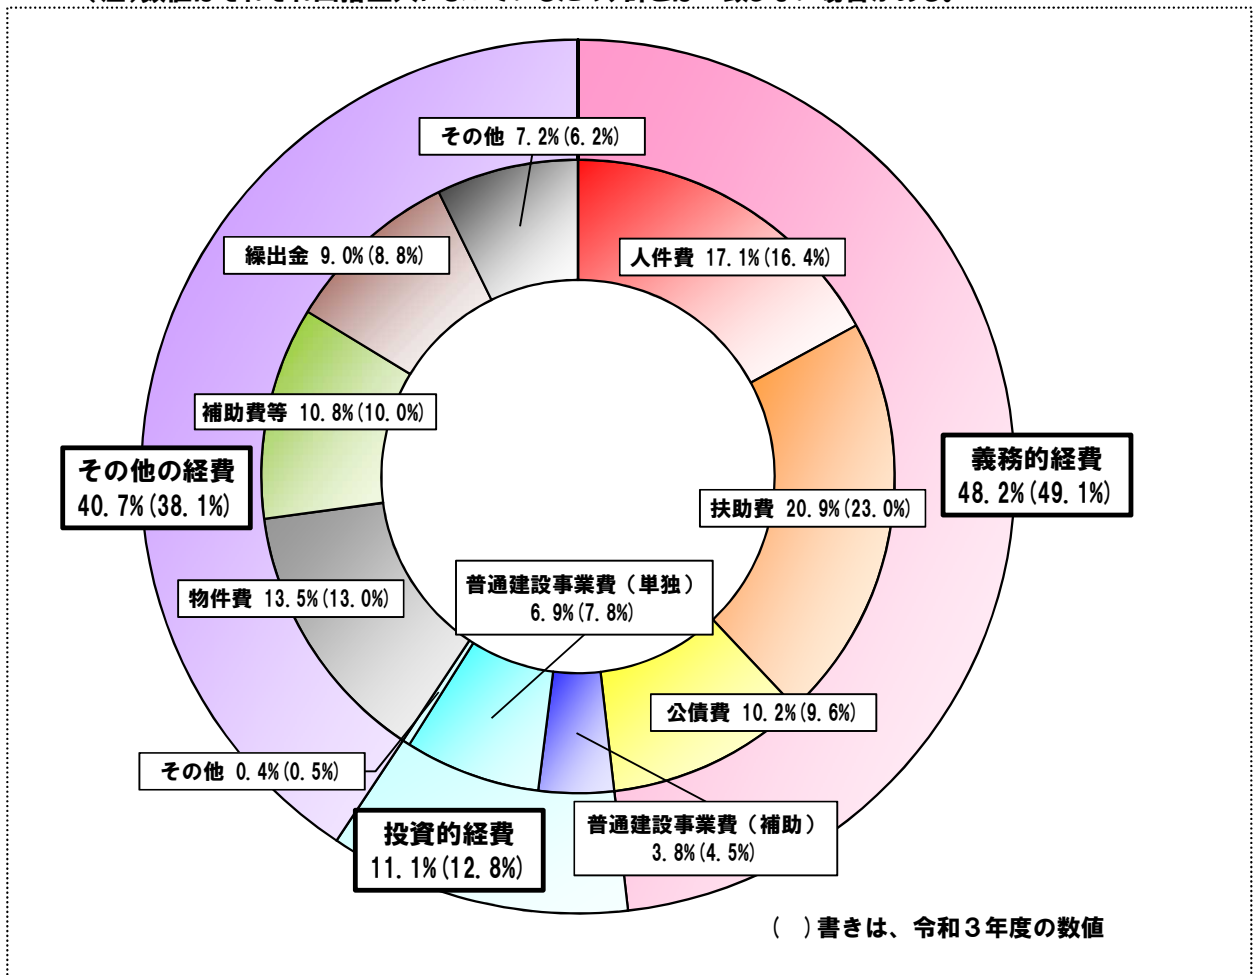 その他 7.2%(6.2%)
人件費 17.1%(16.4%)
繰出金 9.0%(8.8%)
補助費等 10.8%(10.0%)
その他の経費
40.7%(38.1%)
義務的経費
48.2%(49.1%)
扶助費 20.9%(23.0%)
普通建設事業費(単独)
6.9%(7.8%)
物件費 13.5%(13.0%)
公債費 10.2%(9.6%)
その他 0.4%(0.5%)
投資的経費
11.1%(12.8%)
普通建設事業費(補助)
3.8%(4.5%)
( )書きは、令和3年度の数値